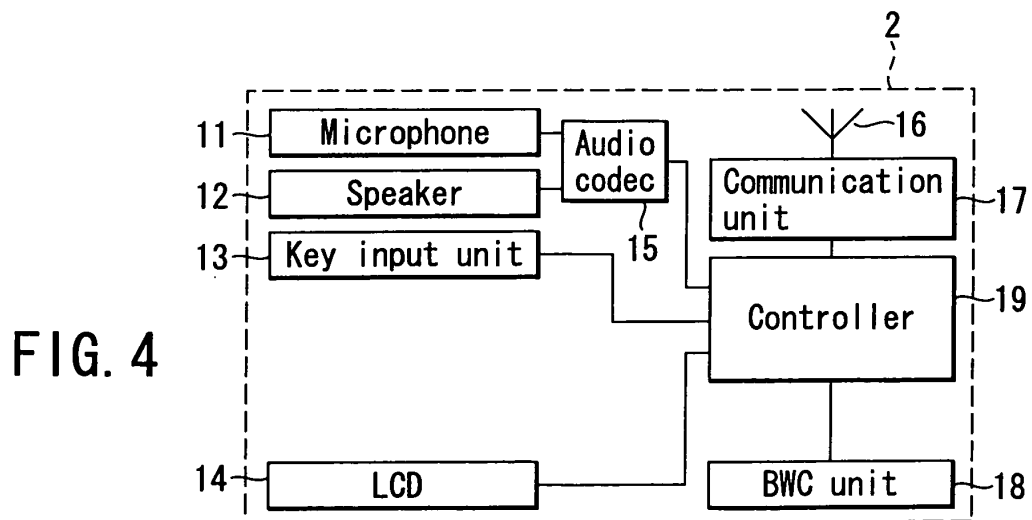 2
11
Microphone
12
Speaker
Audio
codec
15
16
Communication
unit
17
13
Key input unit
Controller
19
FIG. 4
14
LCD
BWC unit
18